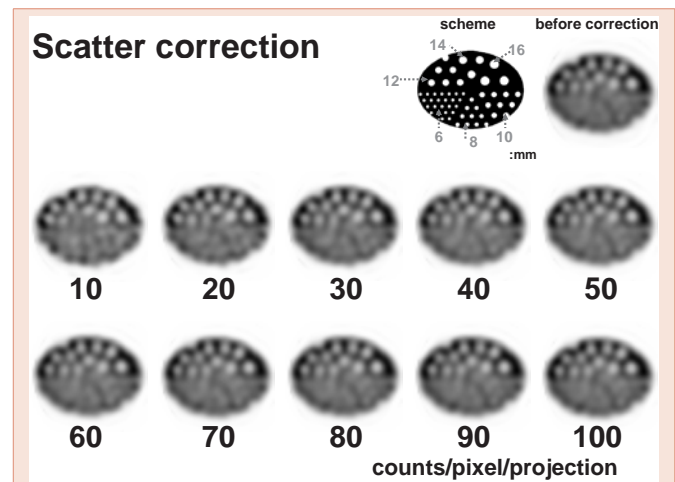 Scatter correction
scheme
before correction
14
16
12
6
8
10
:mm
10 20 30 40 50
60 70 80 90 100
counts/pixel/projection